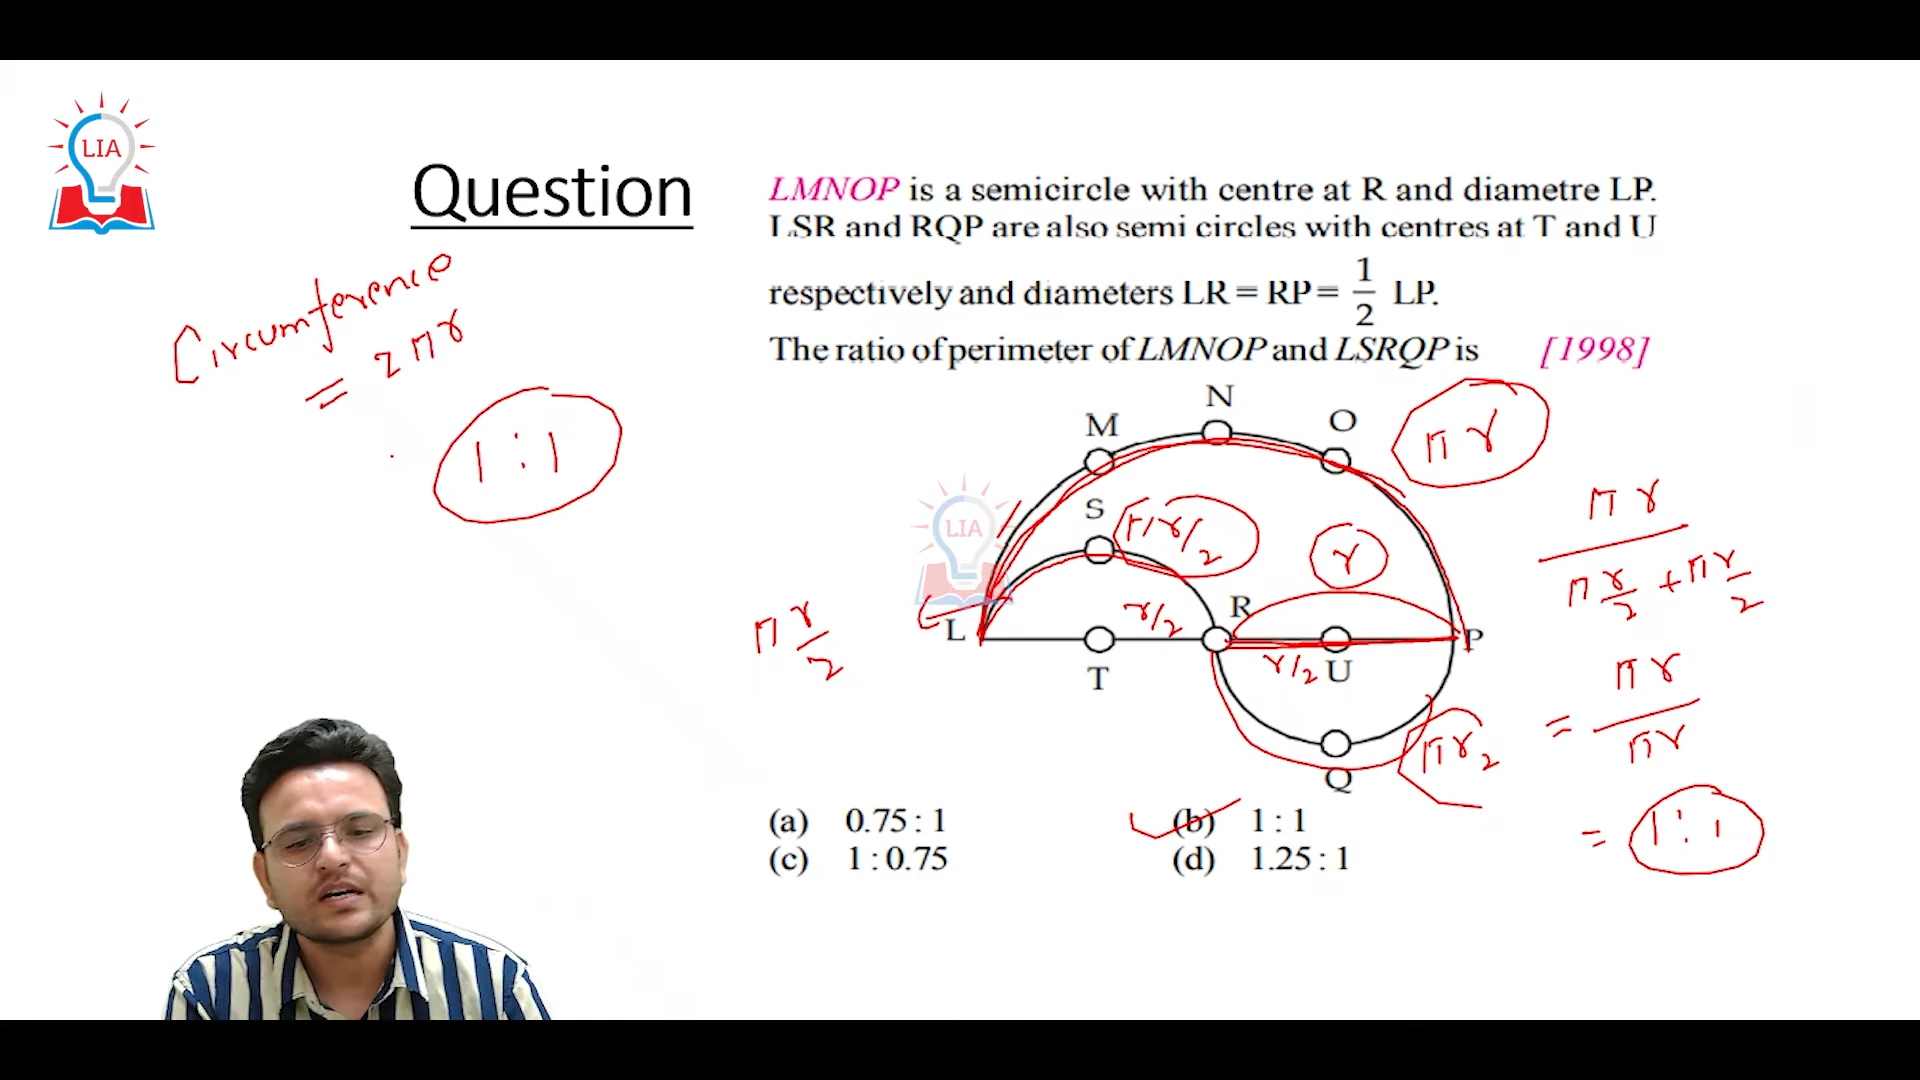 LIA
Question
LMNOP is a semicircle with centre at R and diametre LP.
LSR and RQP are also semi circles with centres at T and U
respectively and diameters LR = RP = 1/2 LP.
The ratio of perimeter of LMNOP and LSRQP is [1998]
Circumference
= 2πr
1 : 1
N
M
O
πr
S
πr/2
r
LIA
πr
πr/2 + πr/2
πr/2
L
r/2
R
P
T
r/2
U
= πr
πr
πr2
Q
= 1 : 1
(a) 0.75 : 1
(b) 1 : 1
(c) 1 : 0.75
(d) 1.25 : 1